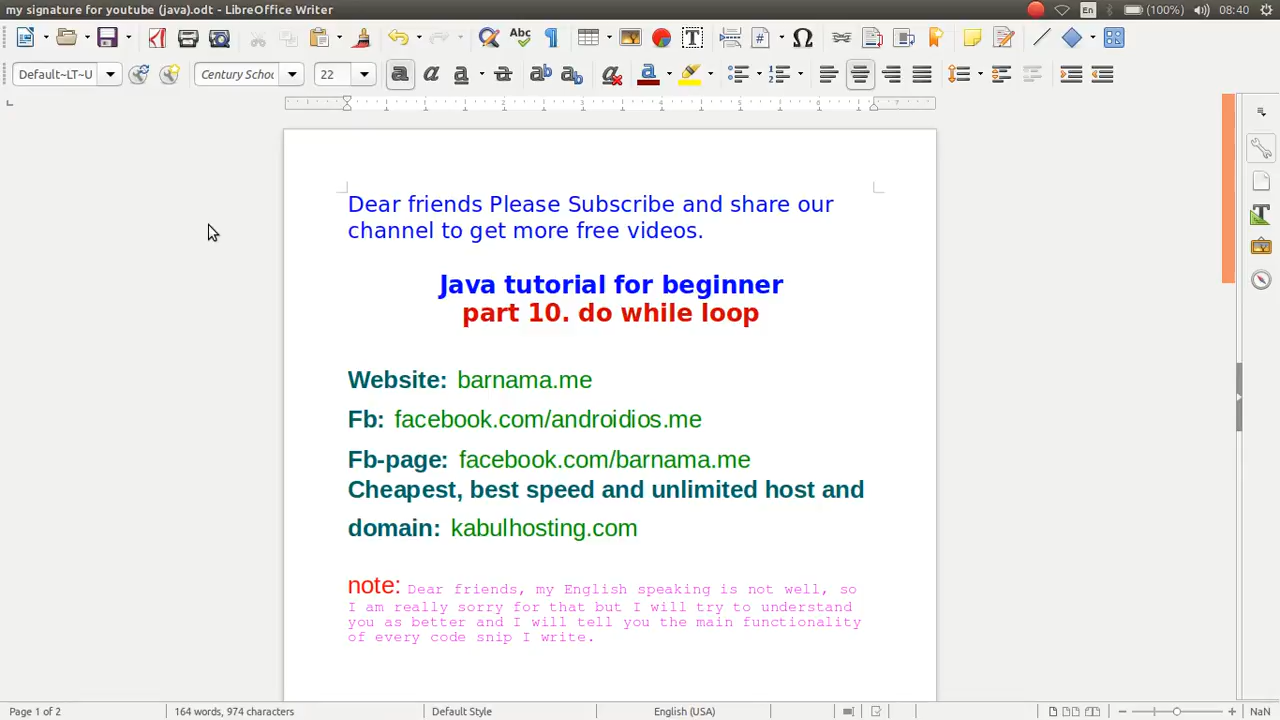 my signature for youtube (java).odt - LibreOffice Writer
En
(100%)
08:40
Default~LT~U
Century Schoo
22
Dear friends Please Subscribe and share our
channel to get more free videos.
Java tutorial for beginner
part 10. do while loop
Website: barnama.me
Fb: facebook.com/androidios.me
Fb-page: facebook.com/barnama.me
Cheapest, best speed and unlimited host and
domain: kabulhosting.com
note: Dear friends, my English speaking is not well, so
I am really sorry for that but I will try to understand
you as better and I will tell you the main functionality
of every code snip I write.
Page 1 of 2
164 words, 974 characters
Default Style
English (USA)
NaN